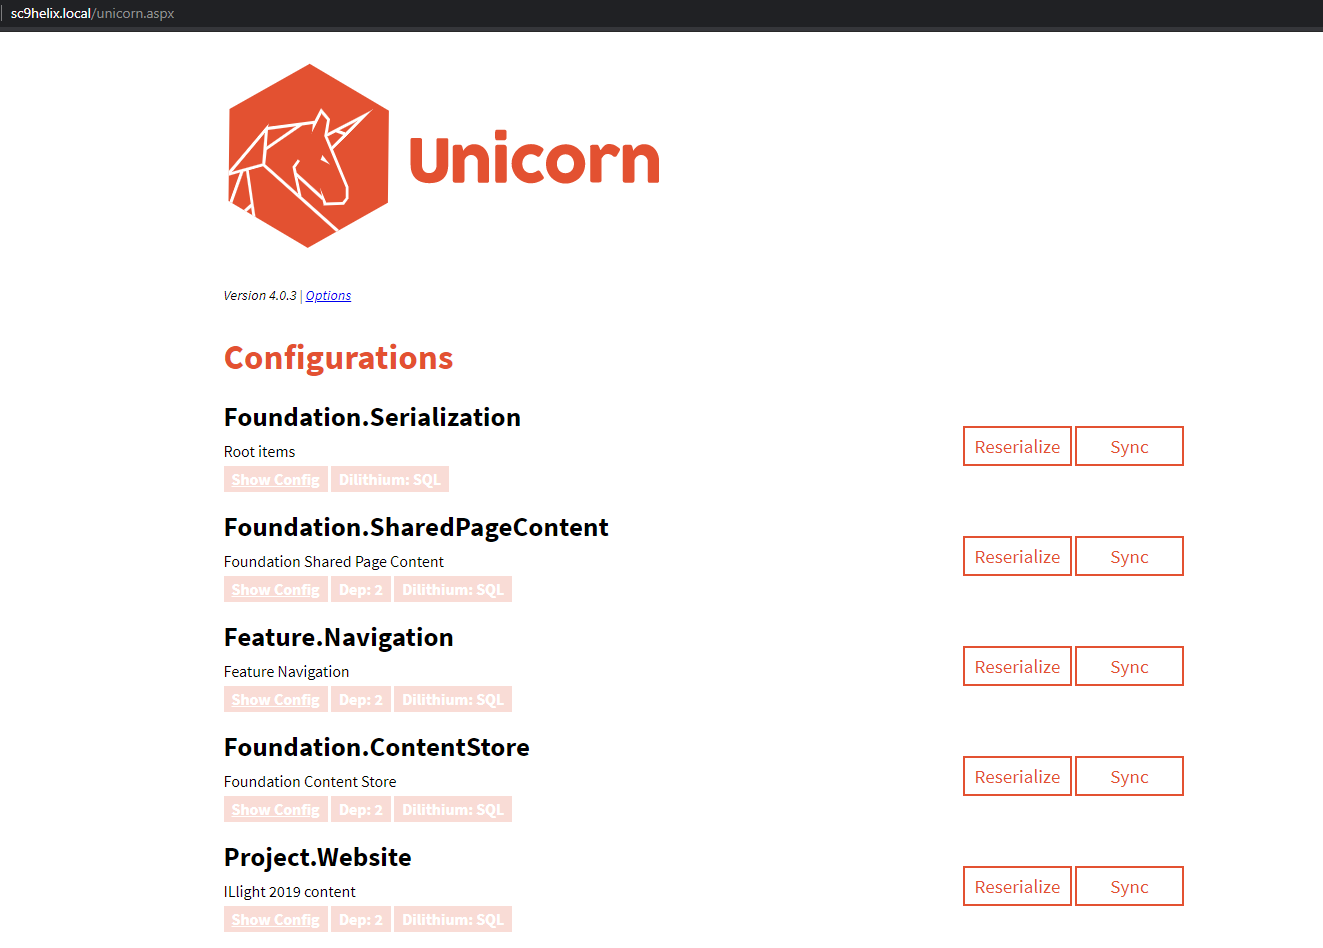 sc9helix.local/unicorn.aspx
Unicorn
Version 4.0.3 | Options
Configurations
Foundation.Serialization
Root items
Show Config Dilithium: SQL
Reserialize Sync
Foundation.SharedPageContent
Foundation Shared Page Content
Show Config Dep: 2 Dilithium: SQL
Reserialize Sync
Feature.Navigation
Feature Navigation
Show Config Dep: 2 Dilithium: SQL
Reserialize Sync
Foundation.ContentStore
Foundation Content Store
Show Config Dep: 2 Dilithium: SQL
Reserialize Sync
Project.Website
ILlight 2019 content
Show Config Dep: 2 Dilithium: SQL
Reserialize Sync